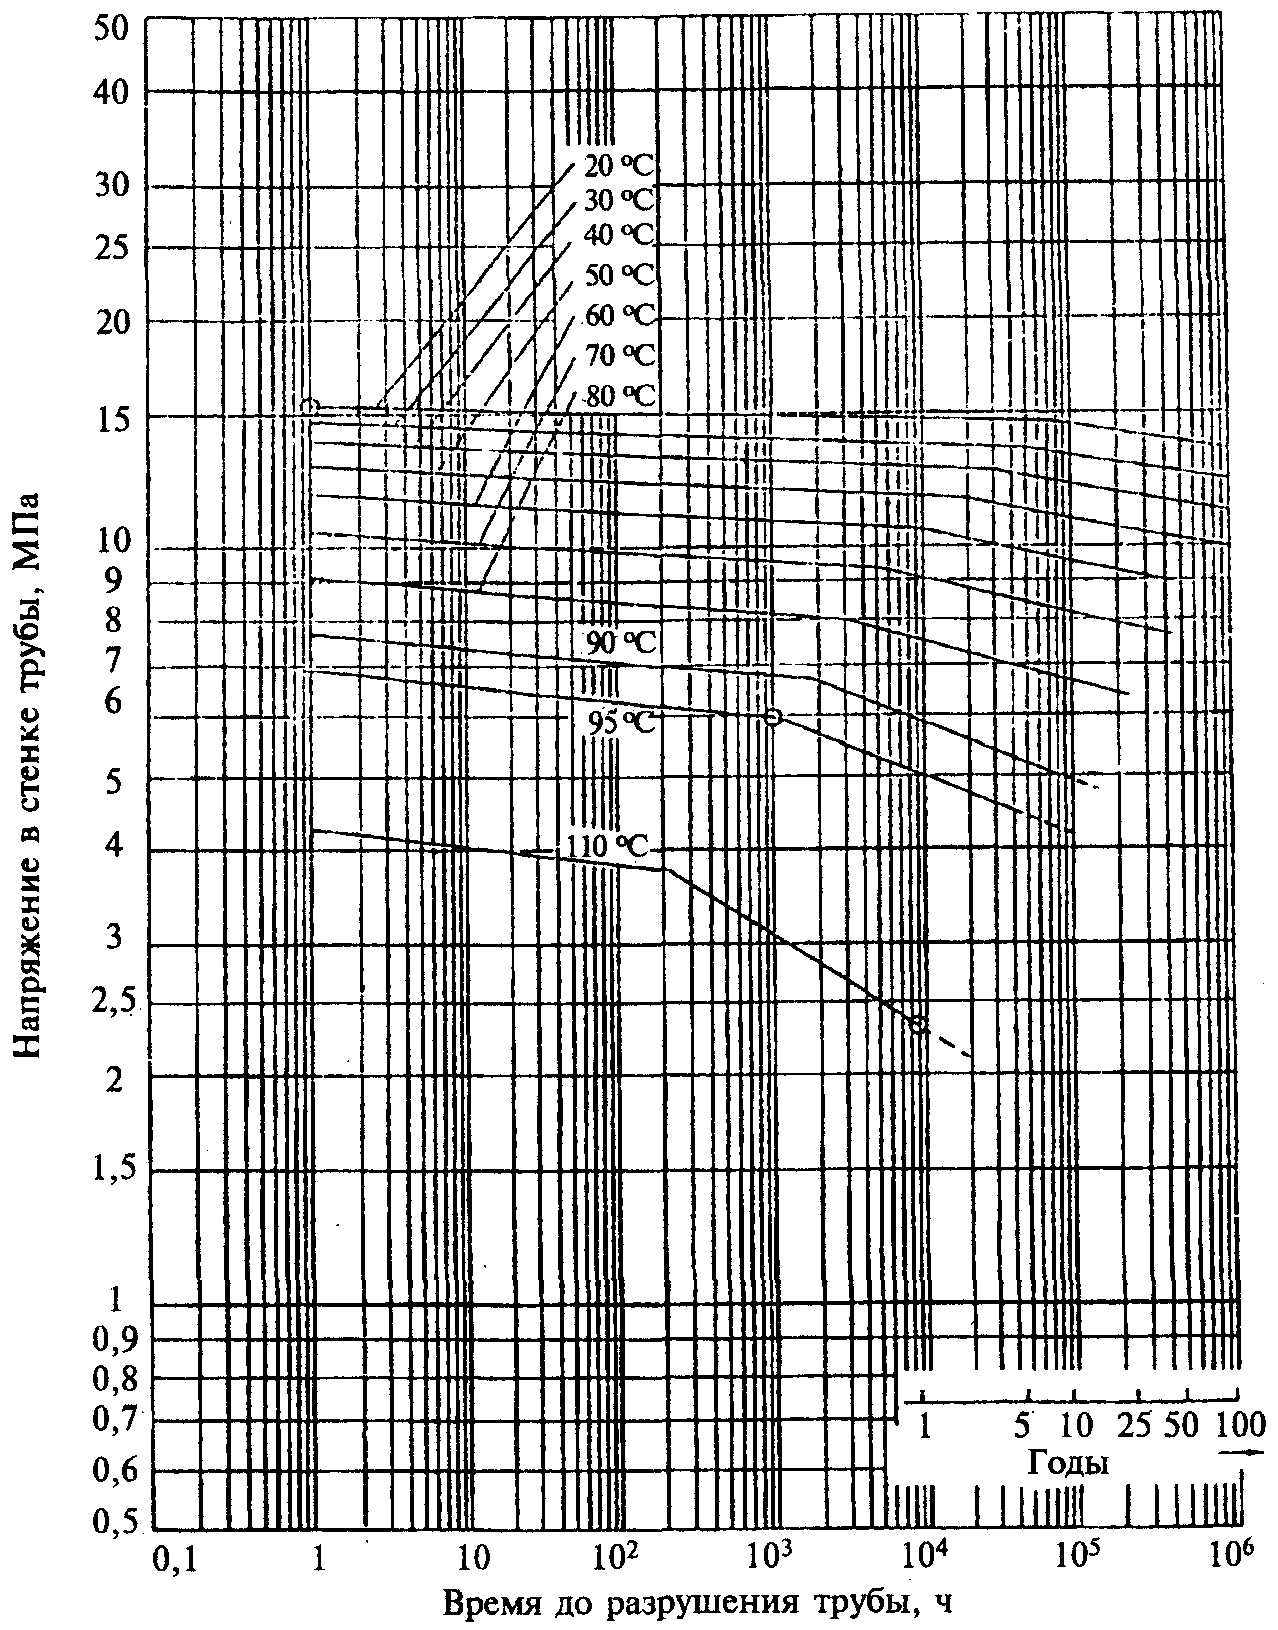 Напряжение в стенке трубы, МПа
50
40
30
25
20
15
10
9
8
7
6
5
4
3
2,5
2
1,5
1
0,9
0,8
0,7
0,6
0,5
20 °C
30 °C
40 °C
50 °C
60 °C
70 °C
80 °C
90 °C
95 °C
110 °C
1 5 10 25 50 100
Годы
0,1 1 10 10² 10³ 10⁴ 10⁵ 10⁶
Время до разрушения трубы, ч